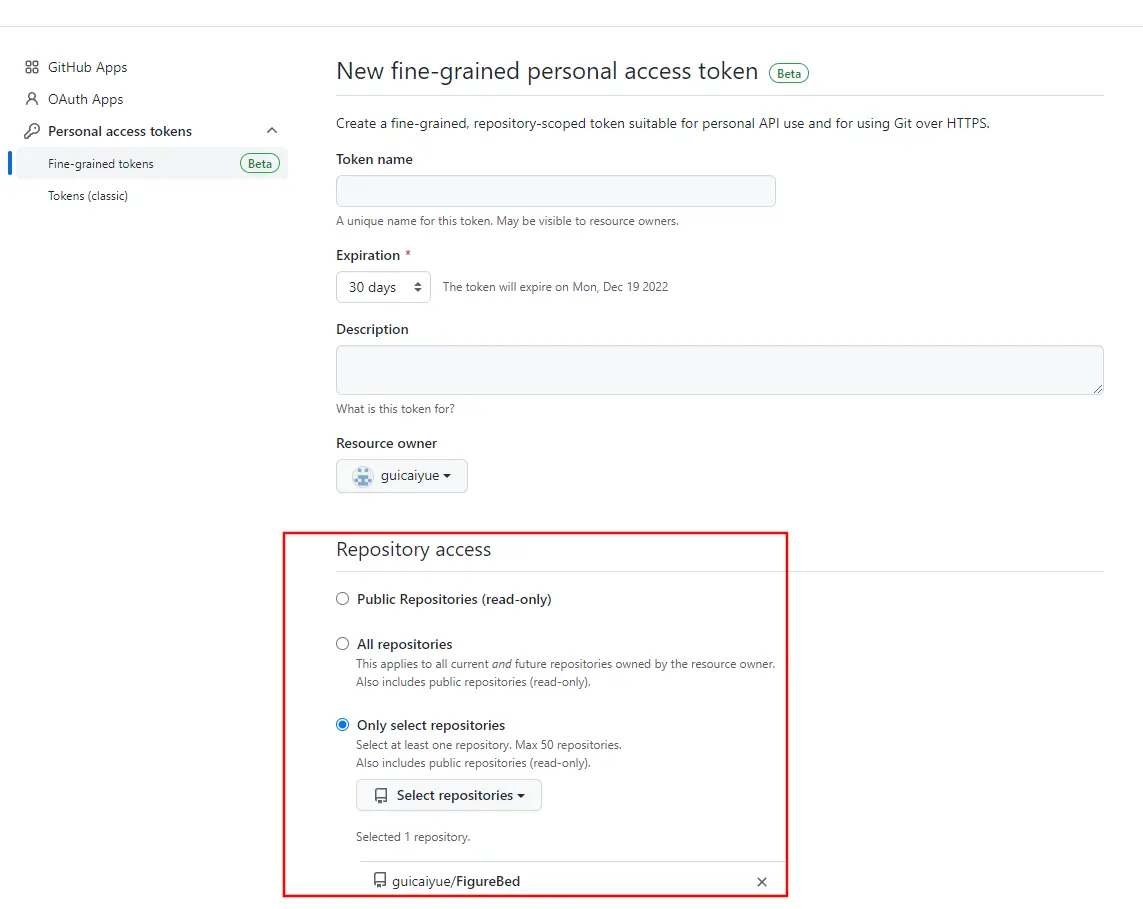 GitHub Apps
OAuth Apps
Personal access tokens
Fine-grained tokens Beta
Tokens (classic)
New fine-grained personal access token Beta
Create a fine-grained, repository-scoped token suitable for personal API use and for using Git over HTTPS.
Token name
A unique name for this token. May be visible to resource owners.
Expiration *
30 days The token will expire on Mon, Dec 19 2022
Description
What is this token for?
Resource owner
guicaiyue
Repository access
Public Repositories (read-only)
All repositories
This applies to all current and future repositories owned by the resource owner.
Also includes public repositories (read-only).
Only select repositories
Select at least one repository. Max 50 repositories.
Also includes public repositories (read-only).
Select repositories
Selected 1 repository.
guicaiyue/FigureBed